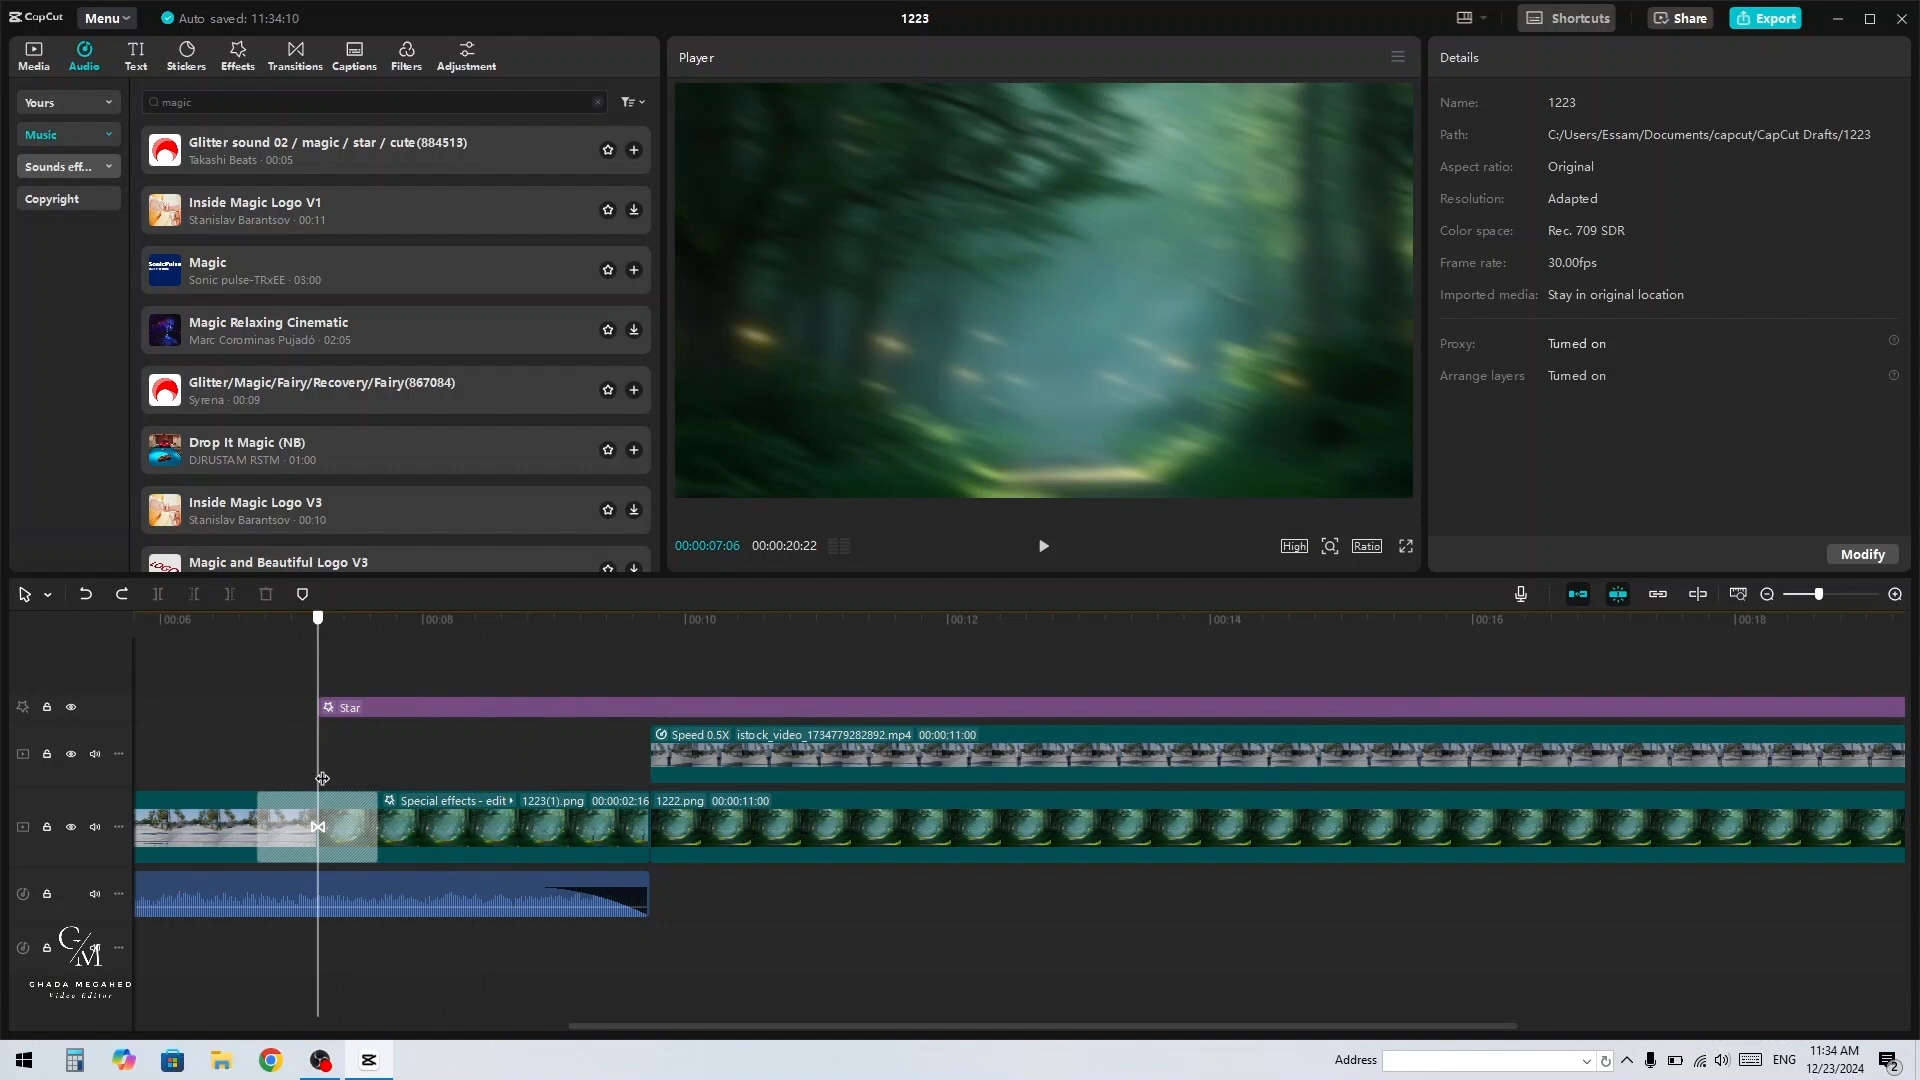 CapCut
Menu
Auto saved: 11:34:10
1223
Shortcuts
Share
Export
Media
Audio
Text
Stickers
Effects
Transitions
Captions
Filters
Adjustment
Yours
Music
Sounds eff...
Copyright
magic
Glitter sound 02 / magic / star / cute(884513)
Takashi Beats · 00:05
Inside Magic Logo V1
Stanislav Barantsov · 00:11
Magic
Sonic pulse-TRxEE · 03:00
Magic Relaxing Cinematic
Marc Corominas Pujadó · 02:05
Glitter/Magic/Fairy/Recovery/Fairy(867084)
Syrena · 00:09
Drop It Magic (NB)
DJRUSTAM RSTM · 01:00
Inside Magic Logo V3
Stanislav Barantsov · 00:10
Magic and Beautiful Logo V3
Player
00:00:07:06
00:00:20:22
High
Ratio
Details
Name: 1223
Path: C:/Users/Essam/Documents/capcut/CapCut Drafts/1223
Aspect ratio: Original
Resolution: Adapted
Color space: Rec. 709 SDR
Frame rate: 30.00fps
Imported media: Stay in original location
Proxy: Turned on
Arrange layers Turned on
Modify
00:06
00:08
00:10
00:12
00:14
00:16
00:18
Star
Speed 0.5X istock_video_1734779282892.mp4 00:00:11:00
Special effects - edit 1223(1).png 00:00:02:16
1222.png 00:00:11:00
G/M
GHADA MEGAHED
Video Editor
Address
ENG
11:34 AM
12/23/2024
2